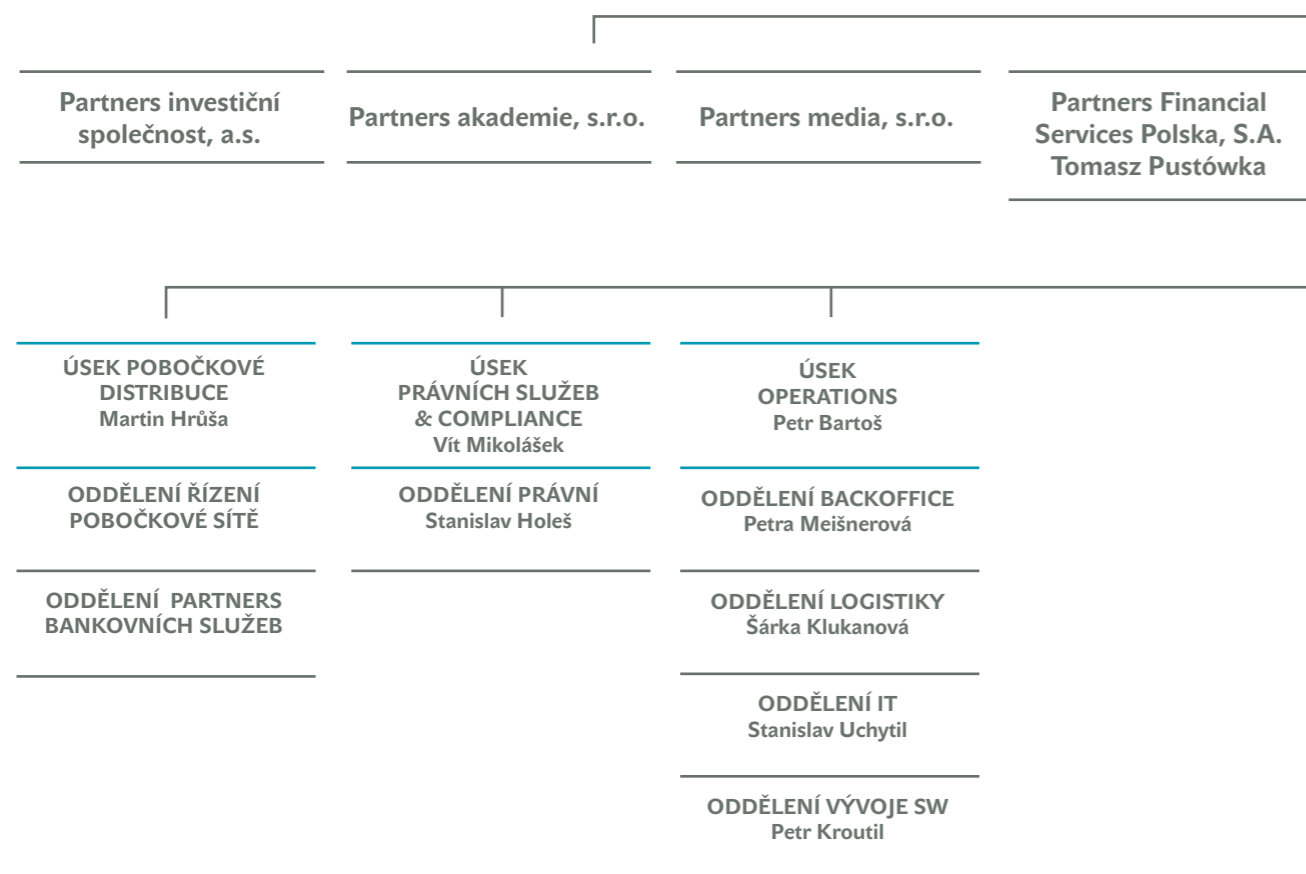 Partners investiční
společnost, a.s.
Partners akademie, s.r.o.
Partners media, s.r.o.
Partners Financial
Services Polska, S.A.
Tomasz Pustówka
ÚSEK POBOČKOVÉ
DISTRIBUCE
Martin Hrůša
ODDĚLENÍ ŘÍZENÍ
POBOČKOVÉ SÍTĚ
ODDĚLENÍ PARTNERS
BANKOVNÍCH SLUŽEB
ÚSEK
PRÁVNÍCH SLUŽEB
& COMPLIANCE
Vít Mikolášek
ODDĚLENÍ PRÁVNÍ
Stanislav Holeš
ÚSEK
OPERATIONS
Petr Bartoš
ODDĚLENÍ BACKOFFICE
Petra Meišnerová
ODDĚLENÍ LOGISTIKY
Šárka Klukanová
ODDĚLENÍ IT
Stanislav Uchytil
ODDĚLENÍ VÝVOJE SW
Petr Kroutil